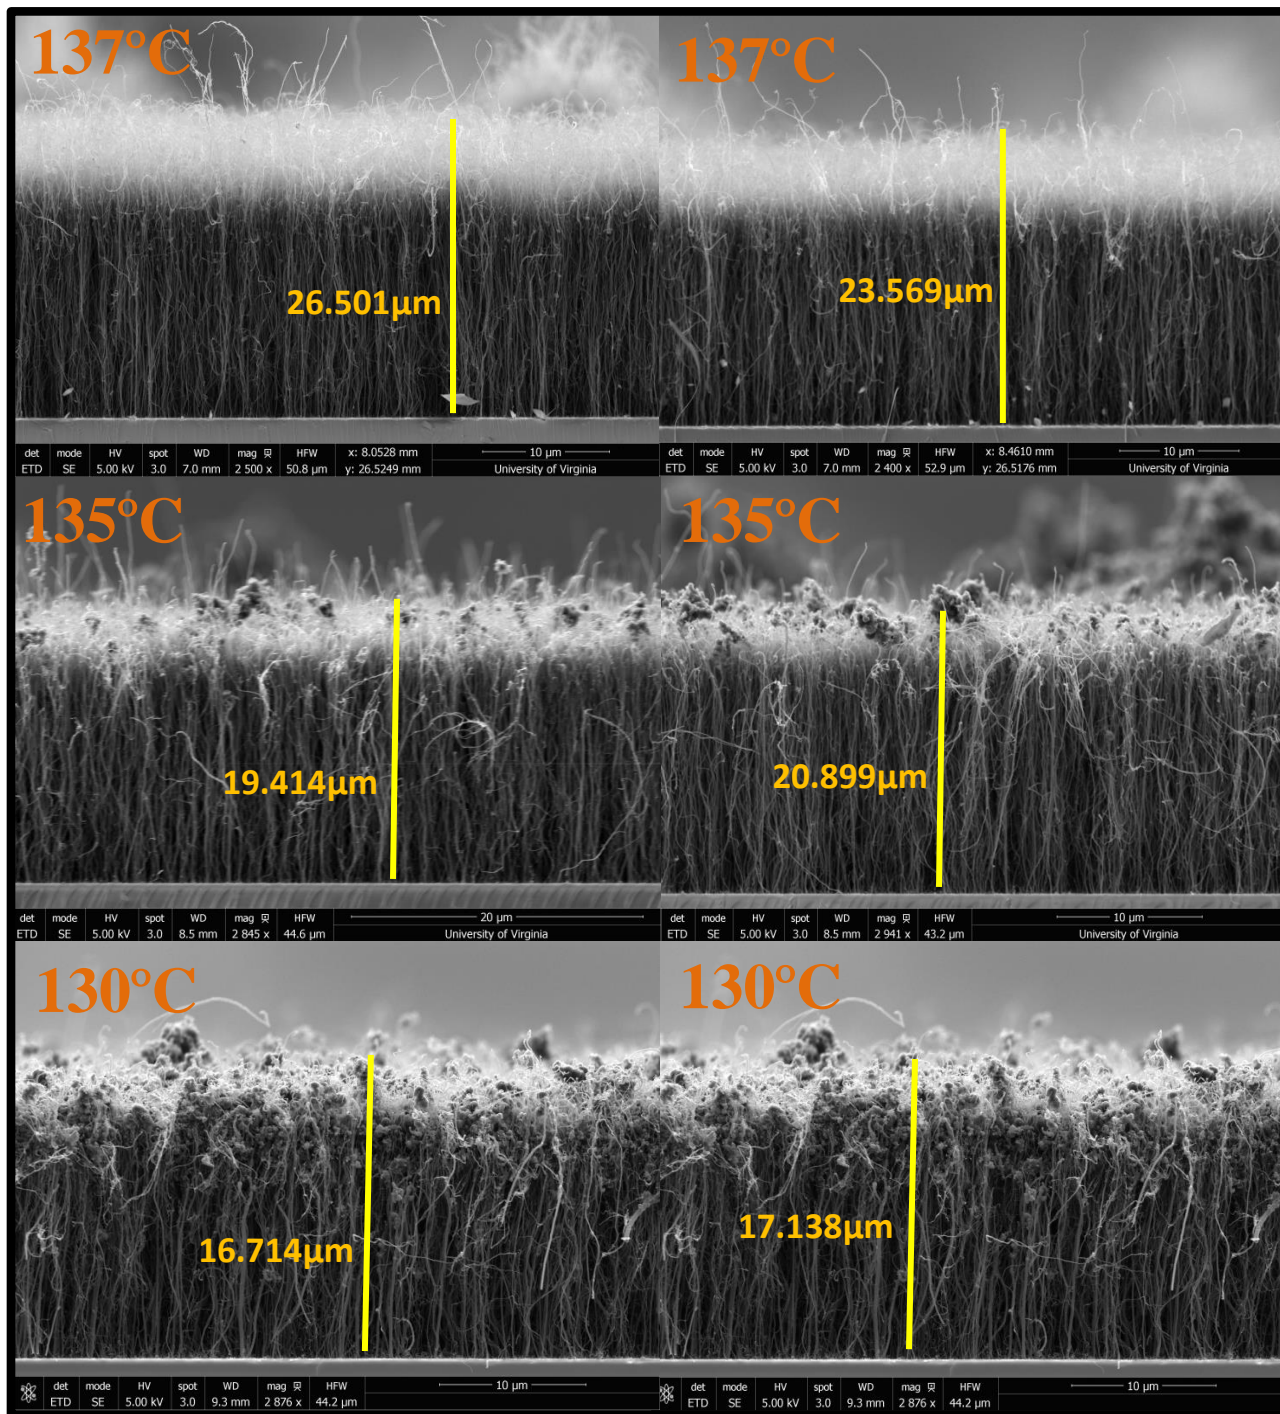 137°C
26.501µm
det mode HV spot WD mag HFW x: 8.0528 mm 10 µm
ETD SE 5.00 kV 3.0 7.0 mm 2 500 x 50.8 µm y: 26.5249 mm University of Virginia
137°C
23.569µm
det mode HV spot WD mag HFW x: 8.4610 mm 10 µm
ETD SE 5.00 kV 3.0 7.0 mm 2 400 x 52.9 µm y: 26.5176 mm University of Virginia
135°C
19.414µm
det mode HV spot WD mag HFW 20 µm
ETD SE 5.00 kV 3.0 8.5 mm 2 845 x 44.6 µm University of Virginia
135°C
20.899µm
det mode HV spot WD mag HFW 10 µm
ETD SE 5.00 kV 3.0 8.5 mm 2 941 x 43.2 µm University of Virginia
130°C
16.714µm
det mode HV spot WD mag HFW 10 µm
ETD SE 5.00 kV 3.0 9.3 mm 2 876 x 44.2 µm
130°C
17.138µm
det mode HV spot WD mag HFW 10 µm
ETD SE 5.00 kV 3.0 9.3 mm 2 876 x 44.2 µm